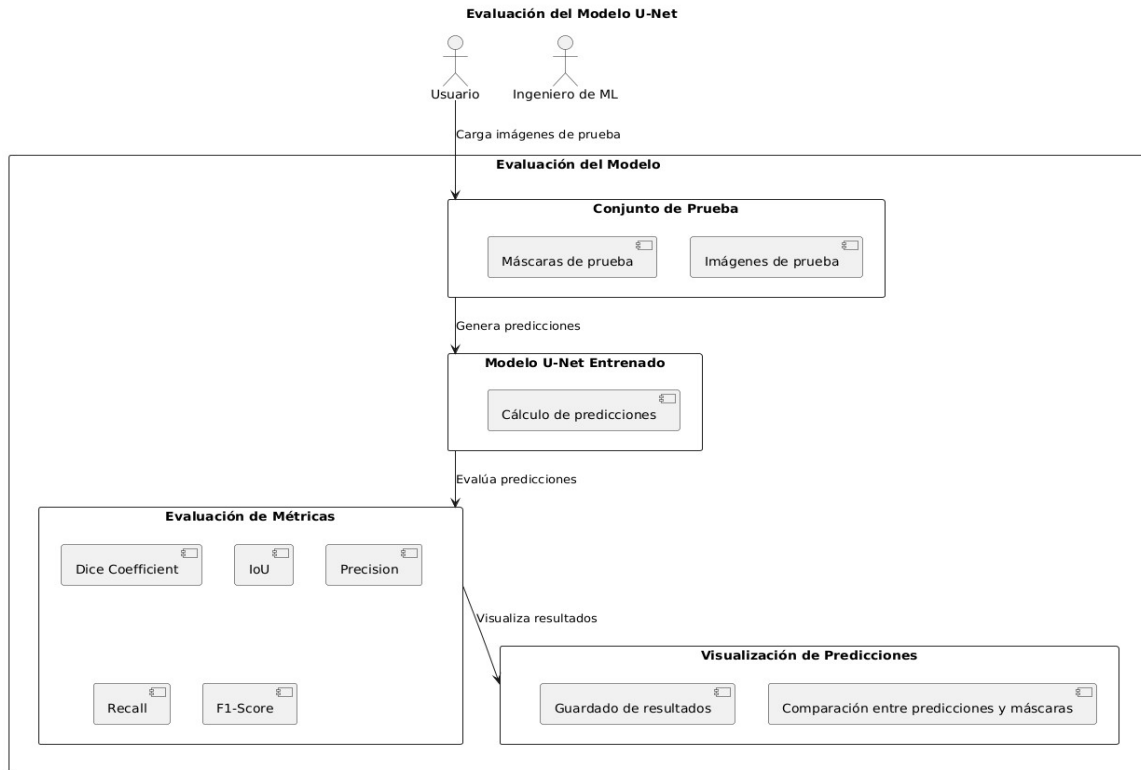 Evaluación del Modelo U-Net
Usuario
Ingeniero de ML
Carga imágenes de prueba
Evaluación del Modelo
Conjunto de Prueba
Máscaras de prueba
Imágenes de prueba
Genera predicciones
Modelo U-Net Entrenado
Cálculo de predicciones
Evalúa predicciones
Evaluación de Métricas
Dice Coefficient
IoU
Precision
Recall
F1-Score
Visualiza resultados
Visualización de Predicciones
Guardado de resultados
Comparación entre predicciones y máscaras